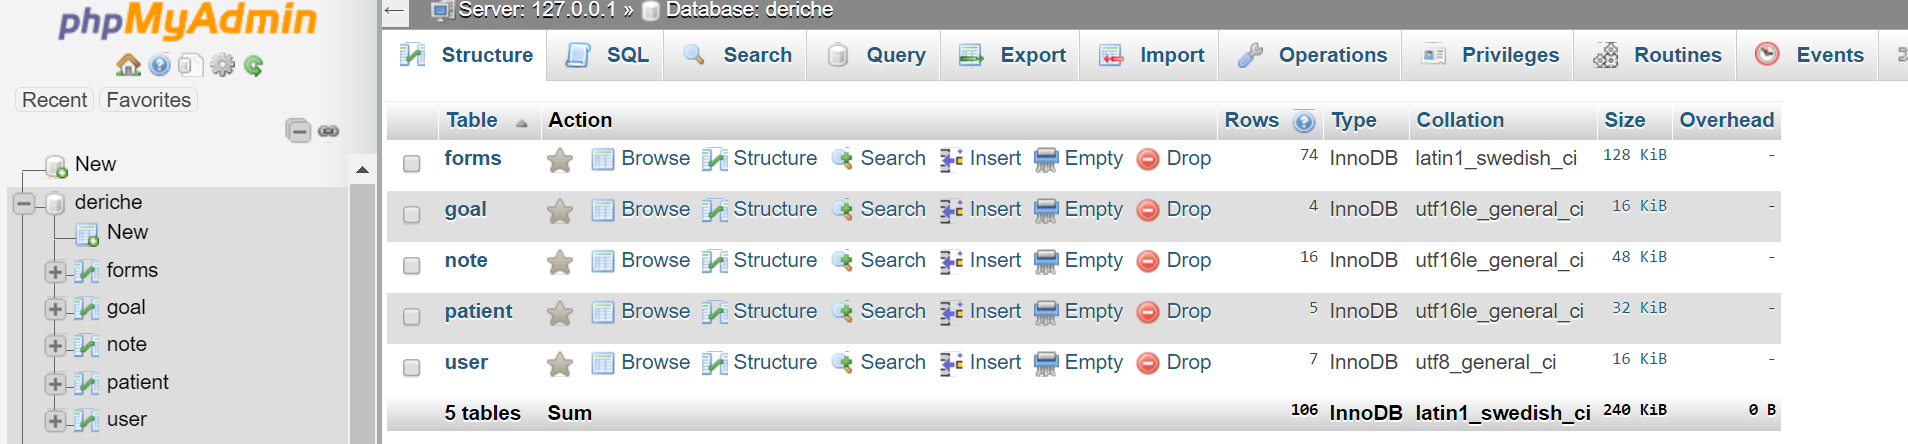 phpMyAdmin
Recent Favorites
New
deriche
New
forms
goal
note
patient
user
← Server: 127.0.0.1 » Database: deriche
Structure SQL Search Query Export Import Operations Privileges Routines Events
Table Action Rows Type Collation Size Overhead
forms Browse Structure Search Insert Empty Drop 74 InnoDB latin1_swedish_ci 128 KiB -
goal Browse Structure Search Insert Empty Drop 4 InnoDB utf16le_general_ci 16 KiB -
note Browse Structure Search Insert Empty Drop 16 InnoDB utf16le_general_ci 48 KiB -
patient Browse Structure Search Insert Empty Drop 5 InnoDB utf16le_general_ci 32 KiB -
user Browse Structure Search Insert Empty Drop 7 InnoDB utf8_general_ci 16 KiB -
5 tables Sum 106 InnoDB latin1_swedish_ci 240 KiB 0 B